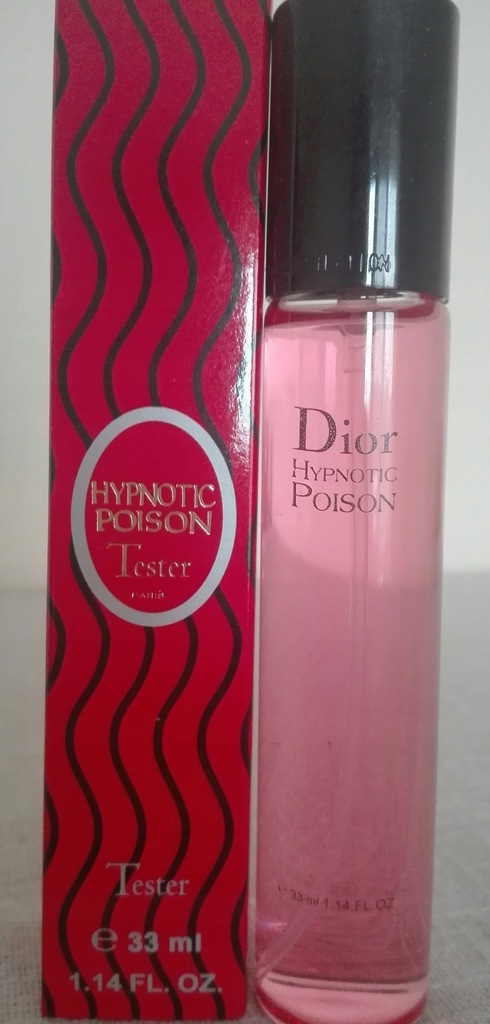 HYPNOTIC
POISON
Tester
PARIS
Tester
e 33 ml
1.14 FL. OZ.
Dior
HYPNOTIC
POISON
e 33 ml 1.14 FL.OZ